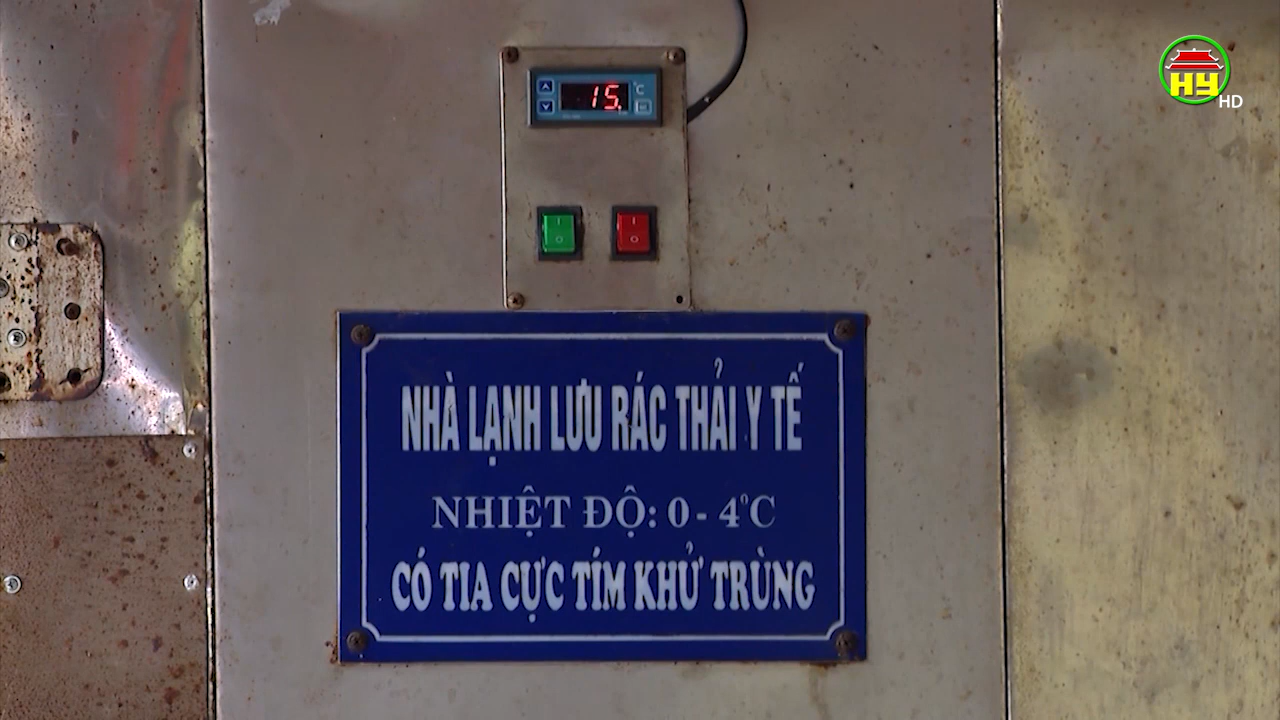 HY
HD
15.
°C
NHÀ LẠNH LƯU RÁC THẢI Y TẾ
NHIỆT ĐỘ: 0 - 4°C
CÓ TIA CỰC TÍM KHỬ TRÙNG